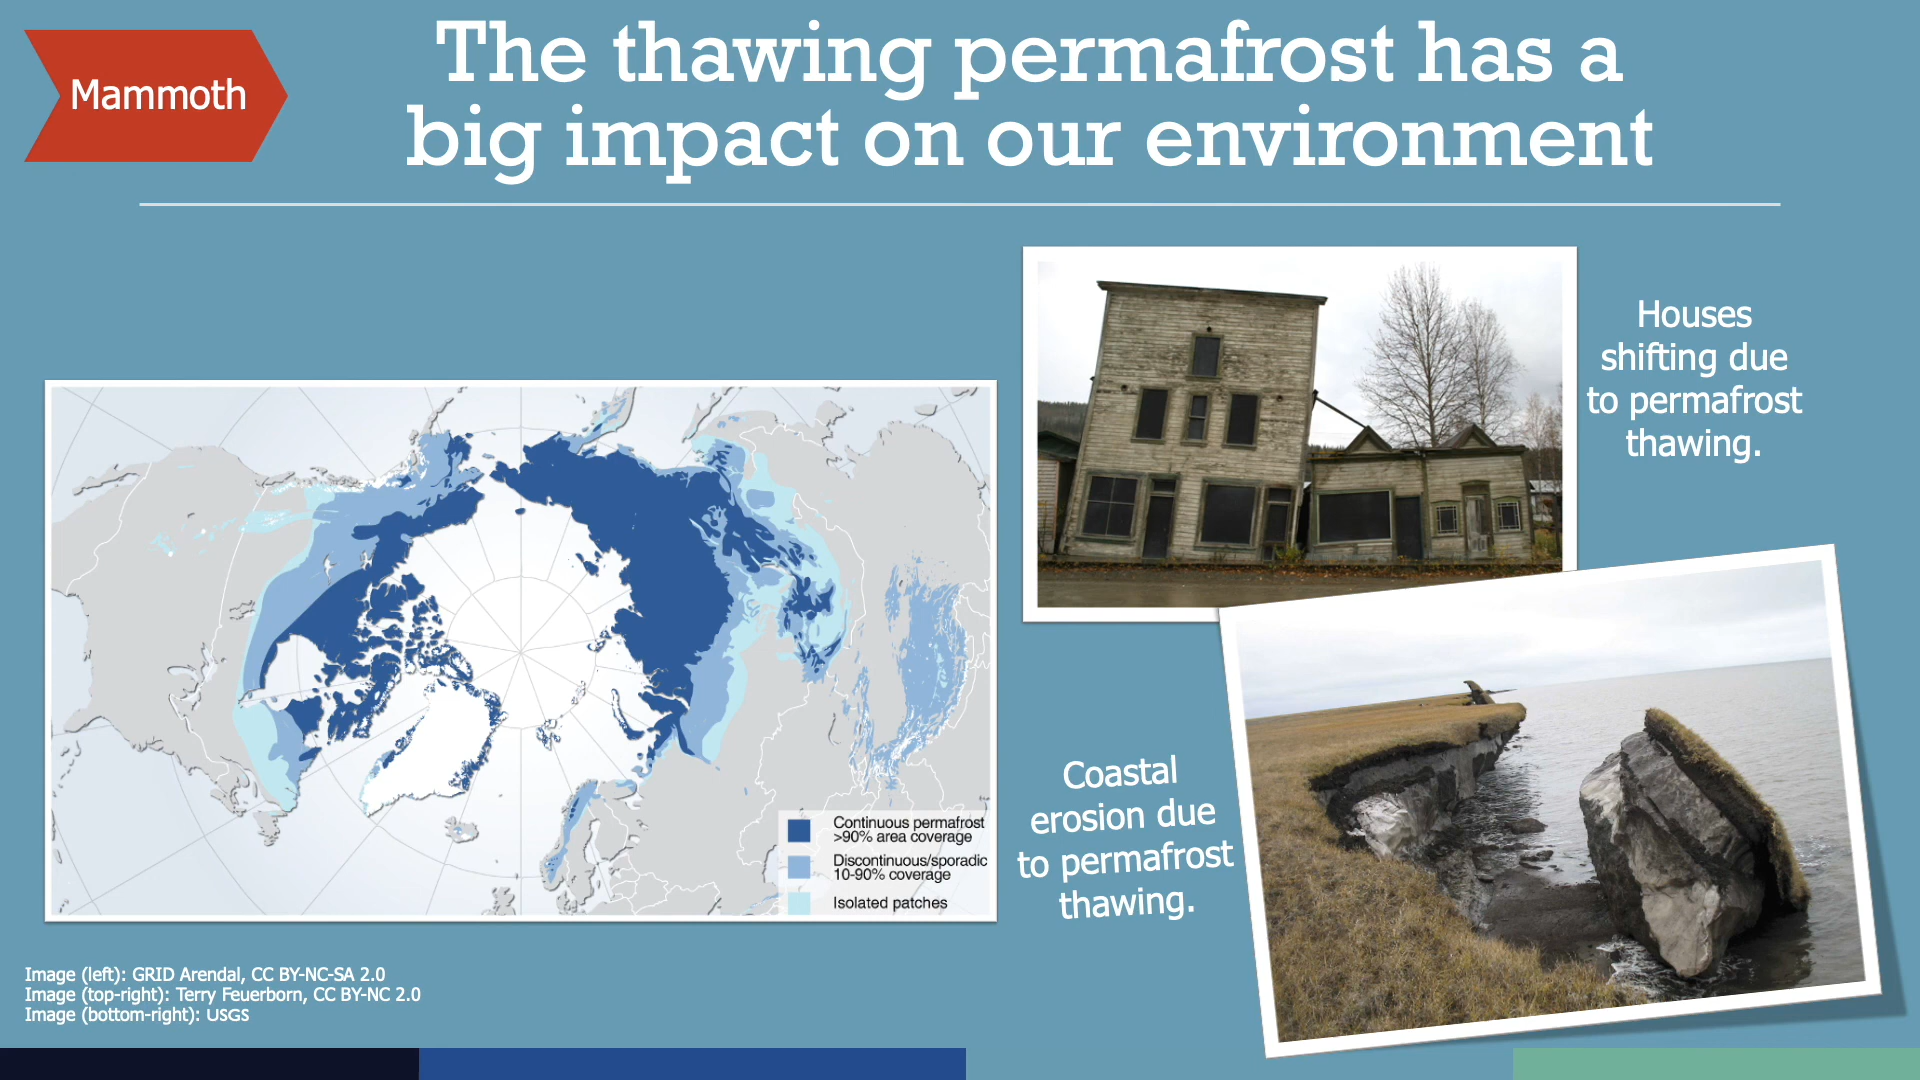 Mammoth
The thawing permafrost has a
big impact on our environment
Houses
shifting due
to permafrost
thawing.
Continuous permafrost
>90% area coverage
Discontinuous/sporadic
10-90% coverage
Isolated patches
Coastal
erosion due
to permafrost
thawing.
Image (left): GRID Arendal, CC BY-NC-SA 2.0
Image (top-right): Terry Feuerborn, CC BY-NC 2.0
Image (bottom-right): USGS